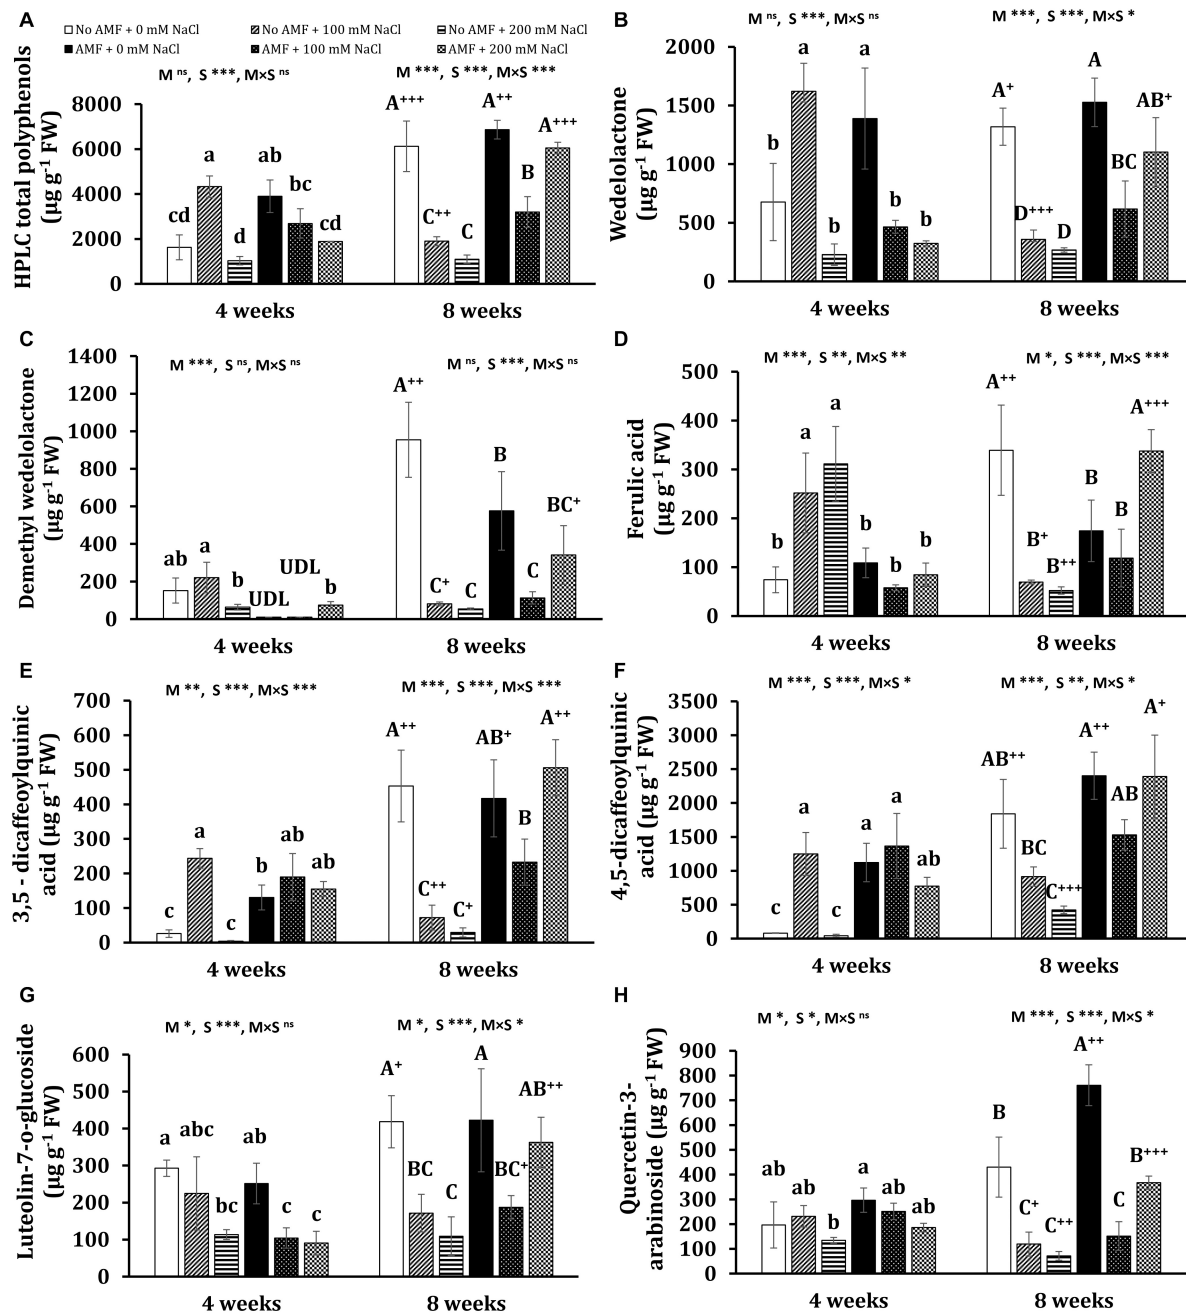 A
No AMF + 0 mM NaCl
No AMF + 100 mM NaCl
No AMF + 200 mM NaCl
AMF + 0 mM NaCl
AMF + 100 mM NaCl
AMF + 200 mM NaCl
M ns, S ***, M×S ns
M ***, S ***, M×S ***
HPLC total polyphenols
(µg g-1 FW)
8000
6000
4000
2000
0
cd
a
d
ab
bc
cd
A+++
C++
C
A++
B
A+++
4 weeks
8 weeks
B
M ns, S ***, M×S ns
M ***, S ***, M×S *
Wedelolactone
(µg g-1 FW)
2000
1500
1000
500
0
b
a
b
a
b
b
A+
D+++
D
A
BC
AB+
4 weeks
8 weeks
C
M ***, S ns, M×S ns
M ns, S ***, M×S ns
Demethyl wedelolactone
(µg g-1 FW)
1400
1200
1000
800
600
400
200
0
ab
a
b
UDL
UDL
b
A++
C+
C
B
C
BC+
4 weeks
8 weeks
D
M ***, S **, M×S **
M *, S ***, M×S ***
Ferulic acid
(µg g-1 FW)
500
400
300
200
100
0
b
a
a
b
b
b
A++
B+
B++
B
B
A+++
4 weeks
8 weeks
E
M **, S ***, M×S ***
M ***, S ***, M×S ***
3,5 - dicaffeoylquinic
acid (µg g-1 FW)
700
600
500
400
300
200
100
0
c
a
c
b
ab
ab
A++
C++
C+
AB+
B
A++
4 weeks
8 weeks
F
M ***, S ***, M×S *
M ***, S **, M×S *
4,5-dicaffeoylquinic
acid (µg g-1 FW)
3500
3000
2500
2000
1500
1000
500
0
c
a
c
a
a
ab
AB++
BC
C+++
A++
AB
A+
4 weeks
8 weeks
G
M *, S ***, M×S ns
M *, S ***, M×S *
Luteolin-7-o-glucoside
(µg g-1 FW)
600
500
400
300
200
100
0
a
abc
bc
ab
c
c
A+
BC
C
A
BC+
AB++
4 weeks
8 weeks
H
M *, S *, M×S ns
M ***, S ***, M×S *
Quercetin-3-
arabinoside (µg g-1 FW)
900
800
700
600
500
400
300
200
100
0
ab
ab
b
a
ab
ab
B
C+
C++
A++
C
B+++
4 weeks
8 weeks